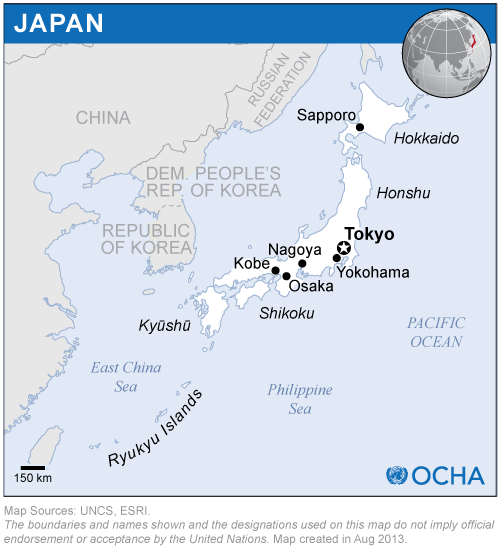 JAPAN
RUSSIAN
FEDERATION
CHINA
Sapporo
Hokkaido
DEM. PEOPLE'S
REP. OF KOREA
Honshu
REPUBLIC
OF KOREA
Tokyo
Nagoya
Kobe
Yokohama
Osaka
Shikoku
Kyūshū
PACIFIC
OCEAN
East China
Sea
Philippine
Sea
Ryukyu Islands
150 km
OCHA
Map Sources: UNCS, ESRI.
The boundaries and names shown and the designations used on this map do not imply official
endorsement or acceptance by the United Nations. Map created in Aug 2013.